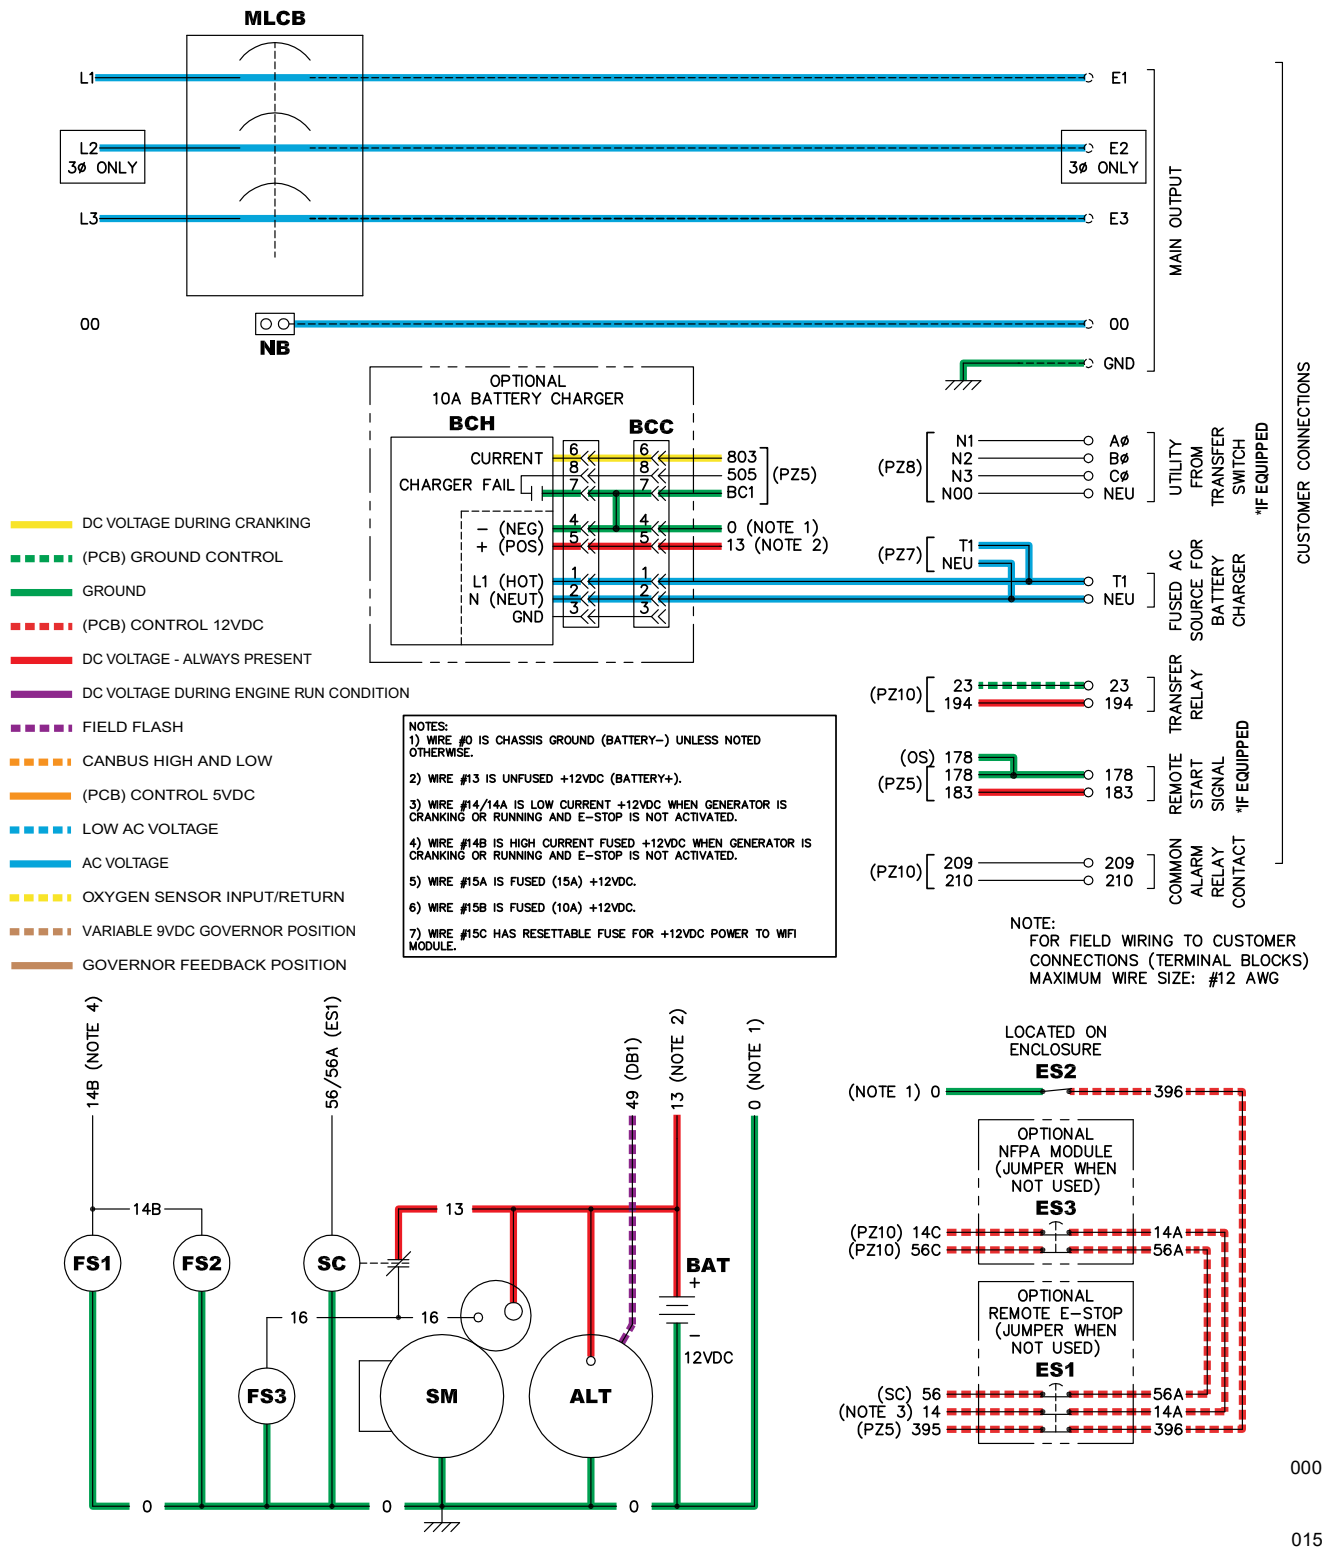 MLCB
L1
E1
L2
3ø ONLY
E2
3ø ONLY
L3
E3
MAIN OUTPUT
00
NB
00
GND
CUSTOMER CONNECTIONS
OPTIONAL
10A BATTERY CHARGER
BCH
BCC
CURRENT
6
6
803
8
8
505
(PZ5)
CHARGER FAIL
7
7
BC1
− (NEG)
4
4
0 (NOTE 1)
+ (POS)
5
5
13 (NOTE 2)
L1 (HOT)
1
1
N (NEUT)
2
2
GND
3
3
(PZ8)
N1
AØ
N2
BØ
N3
CØ
N00
NEU
UTILITY
FROM
TRANSFER
SWITCH
*IF EQUIPPED
(PZ7)
T1
NEU
T1
NEU
FUSED AC
SOURCE FOR
BATTERY
CHARGER
(PZ10)
23
23
194
194
TRANSFER
RELAY
(OS) 178
(PZ5)
178
178
183
183
REMOTE
START
SIGNAL
*IF EQUIPPED
(PZ10)
209
209
210
210
COMMON
ALARM
RELAY
CONTACT
NOTE:
FOR FIELD WIRING TO CUSTOMER
CONNECTIONS (TERMINAL BLOCKS)
MAXIMUM WIRE SIZE: #12 AWG
DC VOLTAGE DURING CRANKING
(PCB) GROUND CONTROL
GROUND
(PCB) CONTROL 12VDC
DC VOLTAGE - ALWAYS PRESENT
DC VOLTAGE DURING ENGINE RUN CONDITION
FIELD FLASH
CANBUS HIGH AND LOW
(PCB) CONTROL 5VDC
LOW AC VOLTAGE
AC VOLTAGE
OXYGEN SENSOR INPUT/RETURN
VARIABLE 9VDC GOVERNOR POSITION
GOVERNOR FEEDBACK POSITION
NOTES:
1) WIRE #0 IS CHASSIS GROUND (BATTERY−) UNLESS NOTED
OTHERWISE.
2) WIRE #13 IS UNFUSED +12VDC (BATTERY+).
3) WIRE #14/14A IS LOW CURRENT +12VDC WHEN GENERATOR IS
CRANKING OR RUNNING AND E−STOP IS NOT ACTIVATED.
4) WIRE #14B IS HIGH CURRENT FUSED +12VDC WHEN GENERATOR IS
CRANKING OR RUNNING AND E−STOP IS NOT ACTIVATED.
5) WIRE #15A IS FUSED (15A) +12VDC.
6) WIRE #15B IS FUSED (10A) +12VDC.
7) WIRE #15C HAS RESETTABLE FUSE FOR +12VDC POWER TO WIFI
MODULE.
14B (NOTE 4)
56/56A (ES1)
49 (DB1)
13 (NOTE 2)
0 (NOTE 1)
14B
13
FS1
FS2
SC
BAT
+
−
12VDC
16
16
FS3
SM
ALT
0
0
0
LOCATED ON
ENCLOSURE
ES2
(NOTE 1) 0
396
OPTIONAL
NFPA MODULE
(JUMPER WHEN
NOT USED)
ES3
(PZ10) 14C
14A
(PZ10) 56C
56A
OPTIONAL
REMOTE E−STOP
(JUMPER WHEN
NOT USED)
ES1
(SC) 56
56A
(NOTE 3) 14
14A
(PZ5) 395
396
000
015